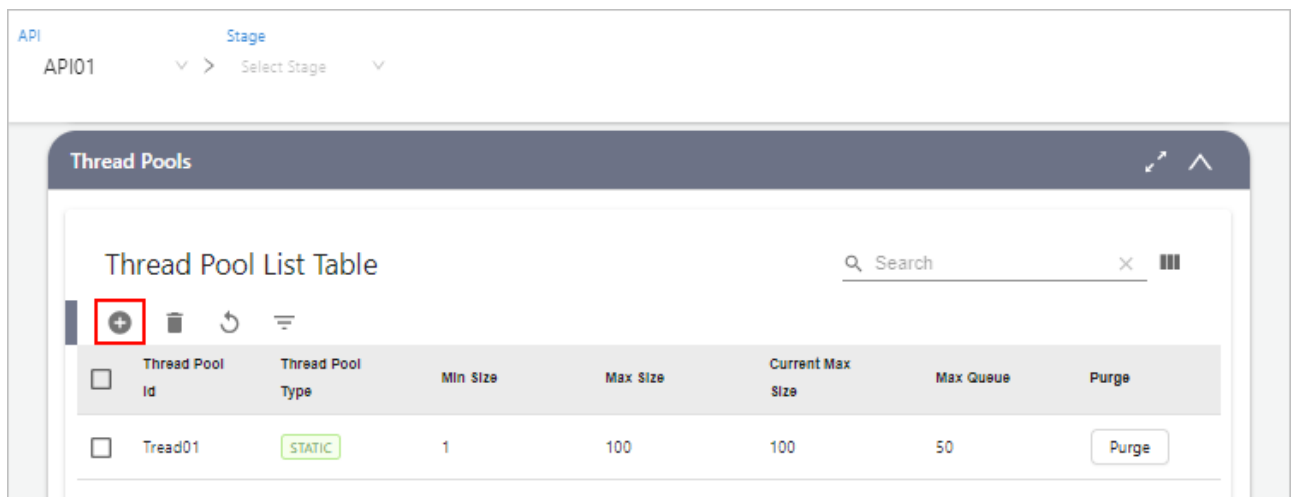 API Stage
API01 > Select Stage
Thread Pools
Thread Pool List Table
Search
Thread Pool Id Thread Pool Type Min Size Max Size Current Max Size Max Queue Purge
Tread01 STATIC 1 100 100 50 Purge